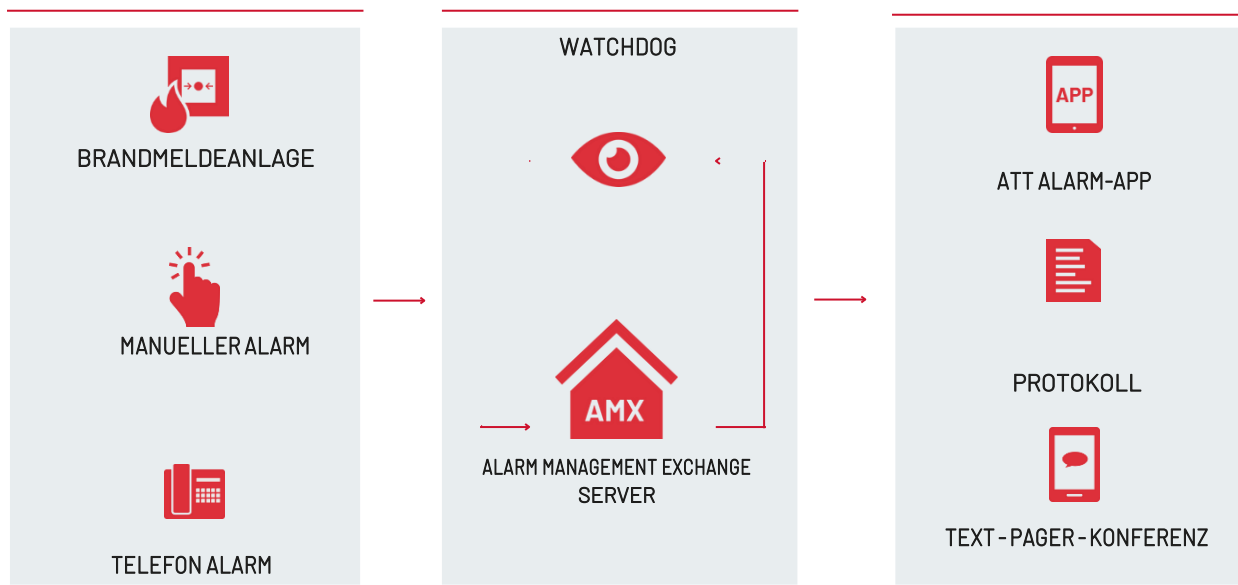 BRANDMELDEANLAGE
MANUELLER ALARM
TELEFON ALARM
WATCHDOG
AMX
ALARM MANAGEMENT EXCHANGE
SERVER
APP
ATT ALARM-APP
PROTOKOLL
TEXT - PAGER - KONFERENZ